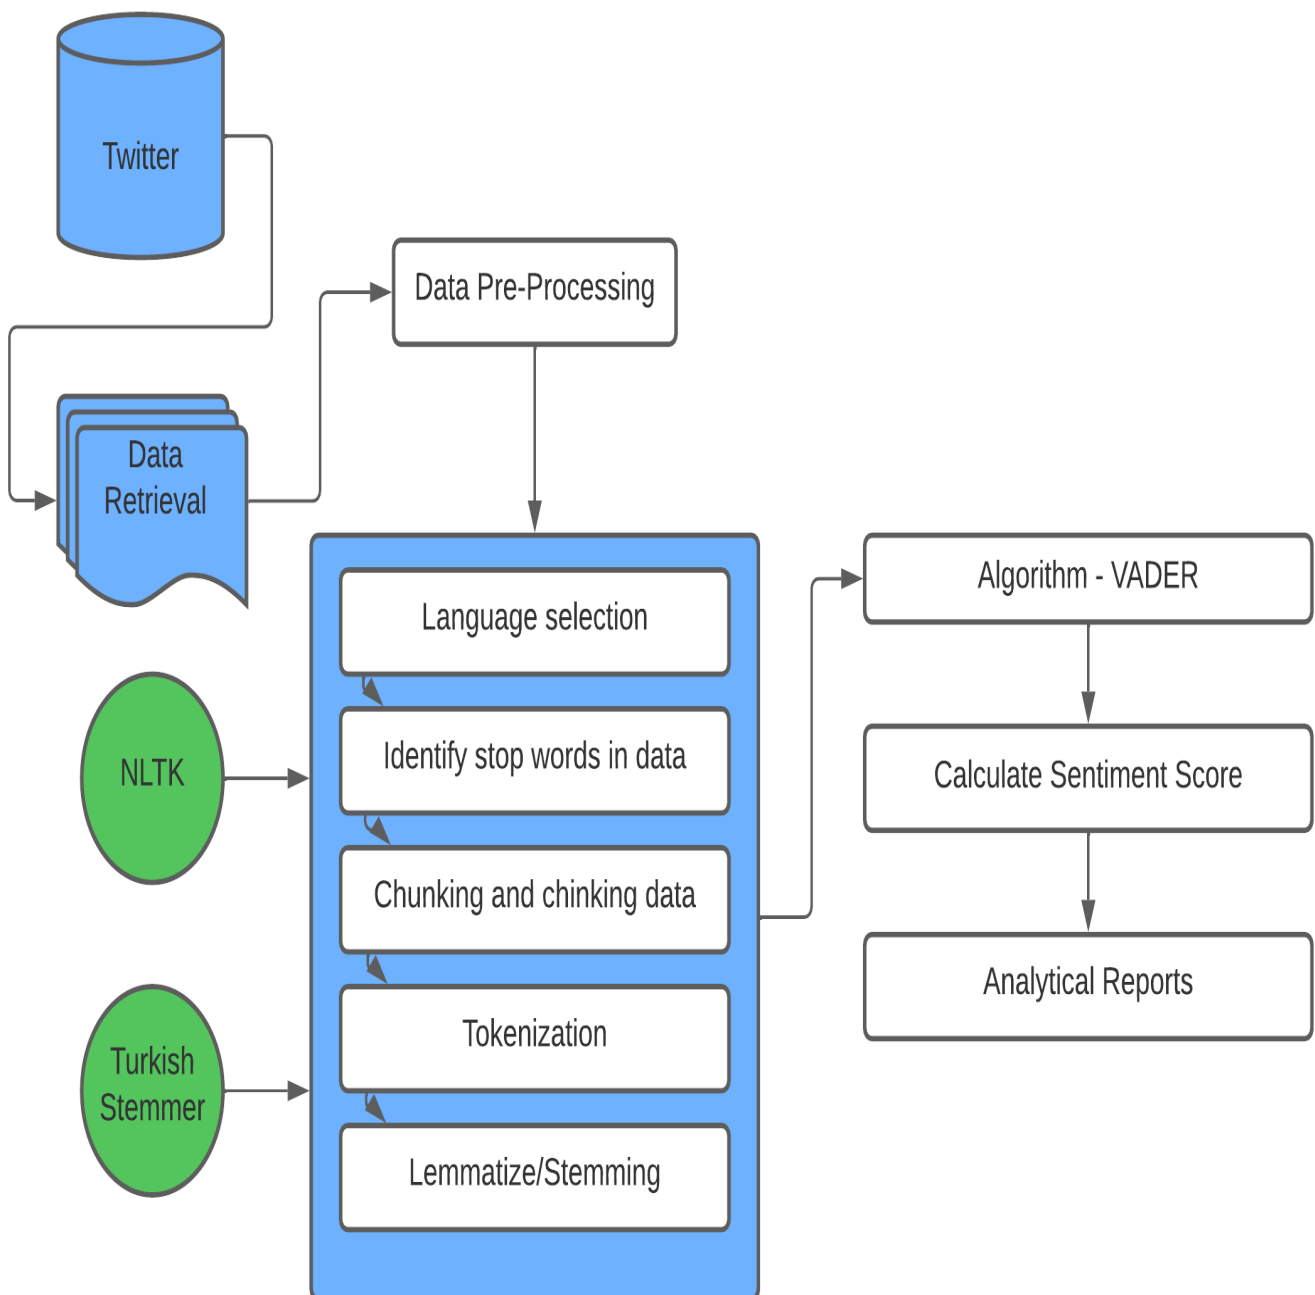 Twitter
Data Pre-Processing
Data
Retrieval
Language selection
Identify stop words in data
Chunking and chinking data
Tokenization
Lemmatize/Stemming
NLTK
Turkish
Stemmer
Algorithm - VADER
Calculate Sentiment Score
Analytical Reports